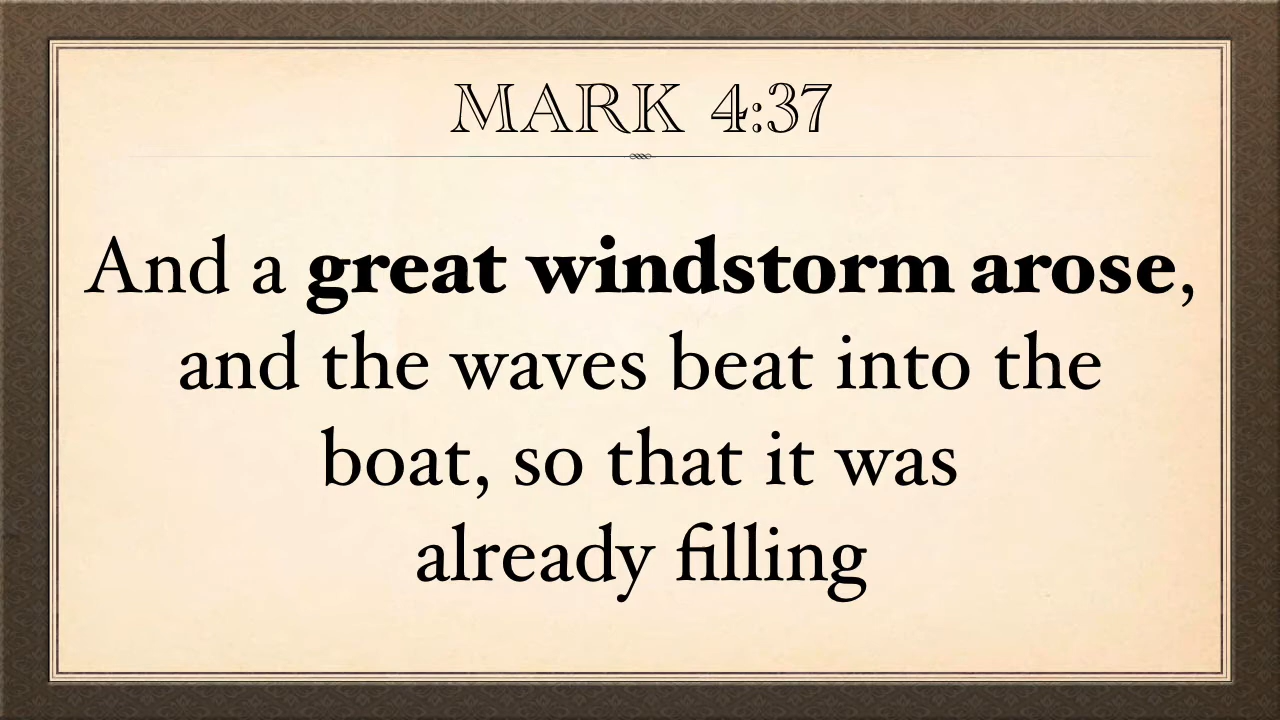 MARK 4:37
And a great windstorm arose,
and the waves beat into the
boat, so that it was
already filling